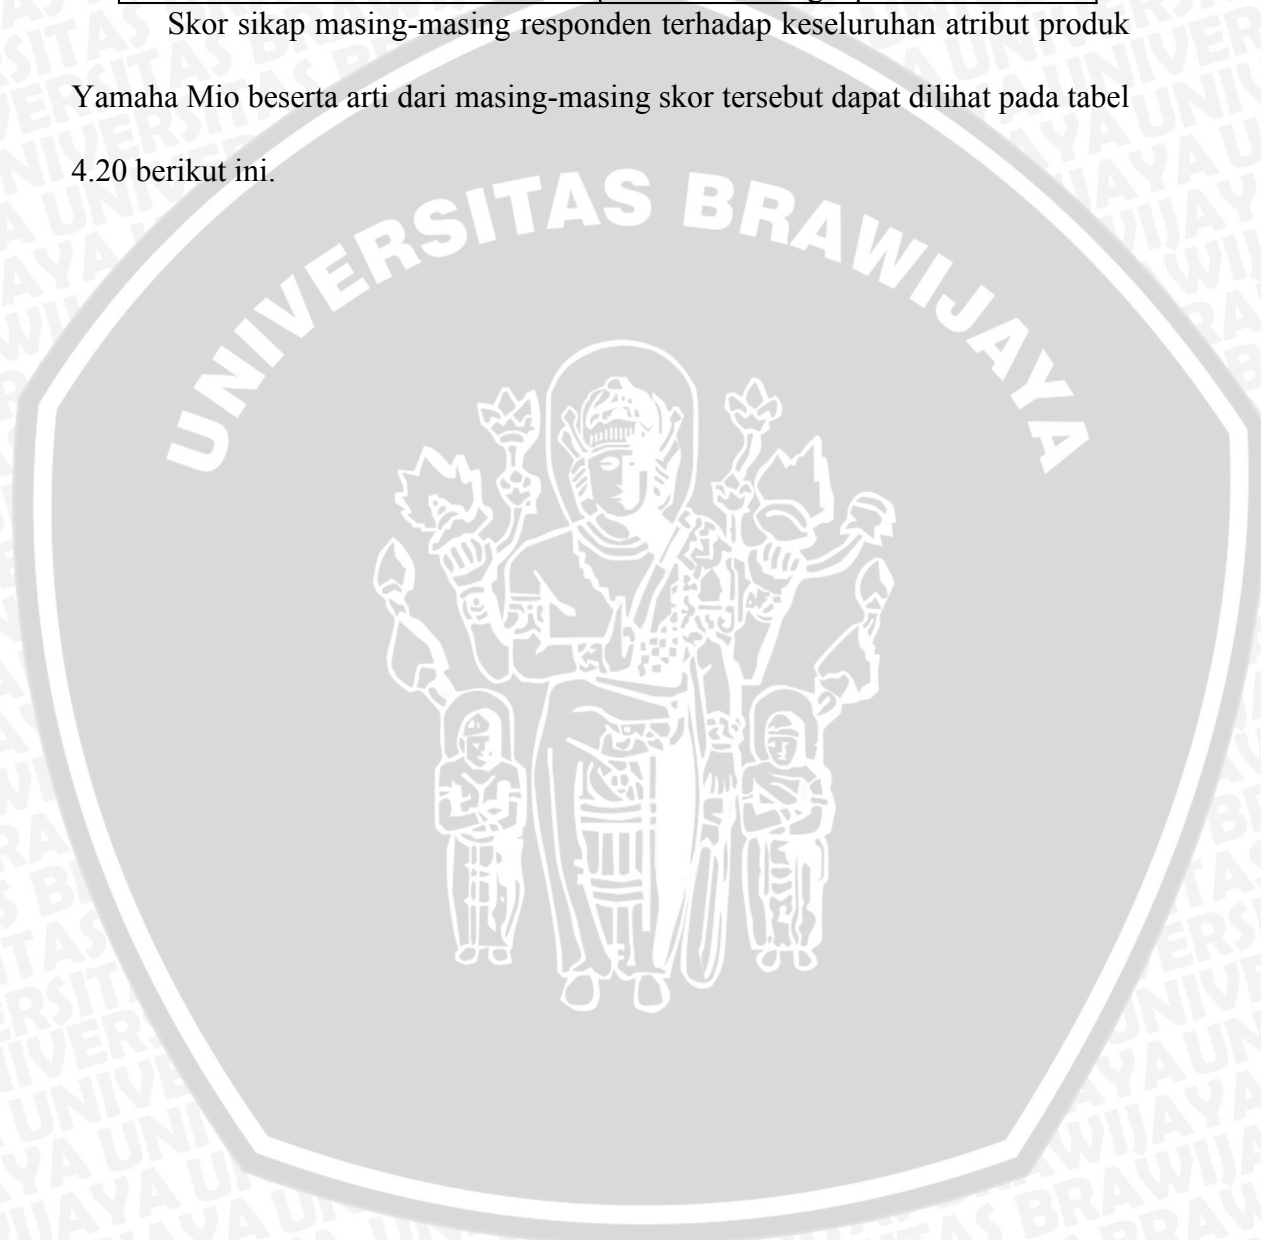 Skor sikap masing-masing responden terhadap keseluruhan atribut produk
Yamaha Mio beserta arti dari masing-masing skor tersebut dapat dilihat pada tabel
4.20 berikut ini.
UNIVERSITAS BRAWIJAYA